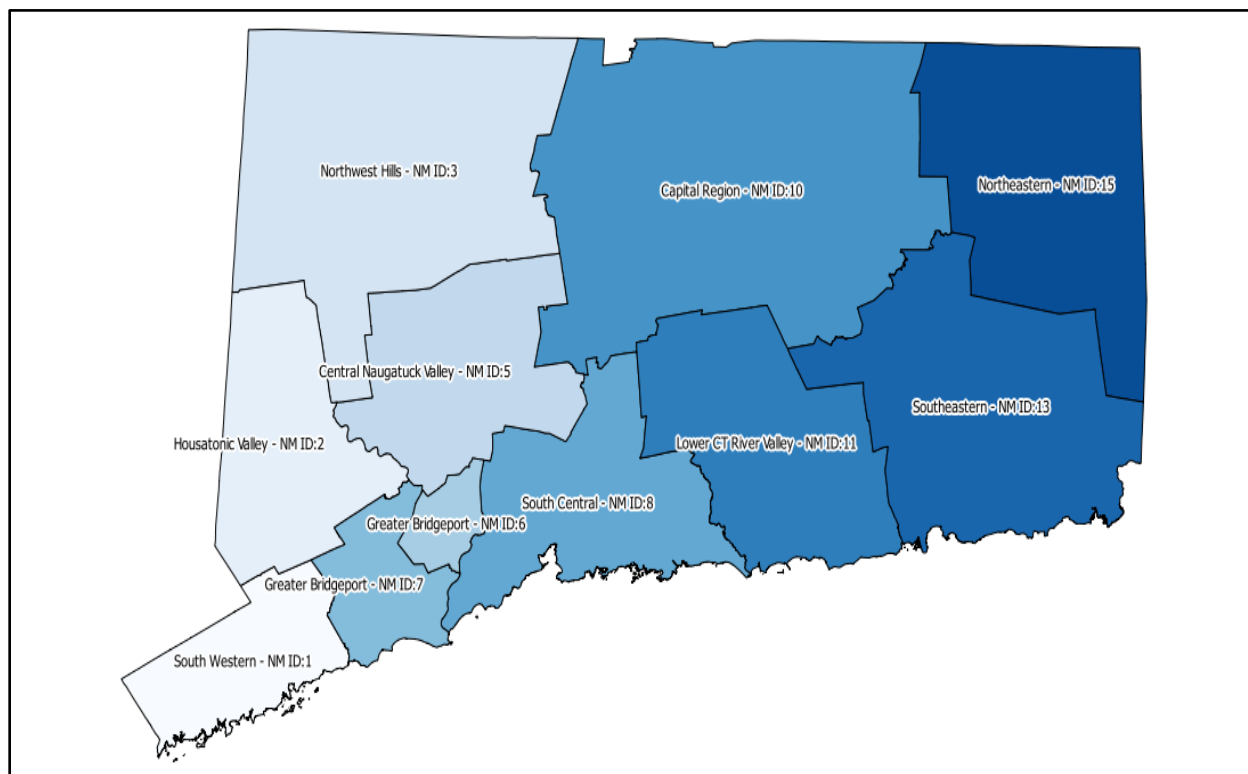 Northwest Hills - NM ID:3
Capital Region - NM ID:10
Northeastern - NM ID:15
Central Naugatuck Valley - NM ID:5
Southeastern - NM ID:13
Housatonic Valley - NM ID:2
Lower CT River Valley - NM ID:11
South Central - NM ID:8
Greater Bridgeport - NM ID:6
Greater Bridgeport - NM ID:7
South Western - NM ID:1